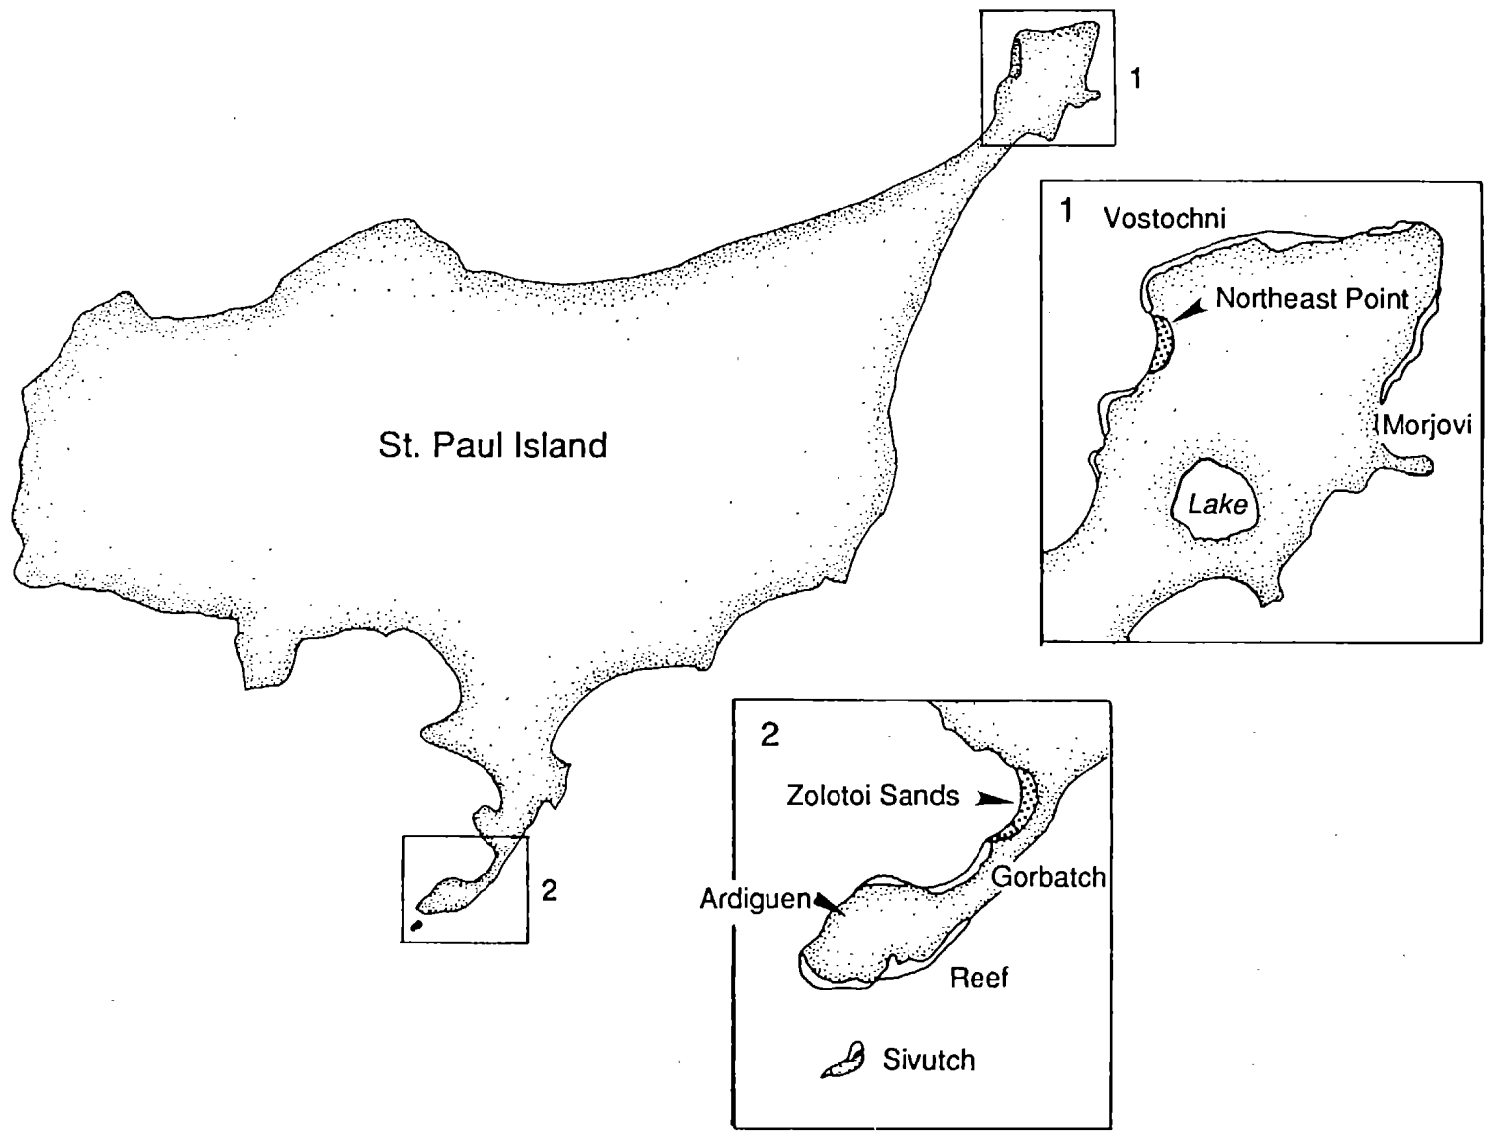 1
1
Vostochni
Northeast Point
Morjovi
St. Paul Island
Lake
2
Zolotoi Sands
Gorbatch
2
Ardiguen
Reef
Sivutch